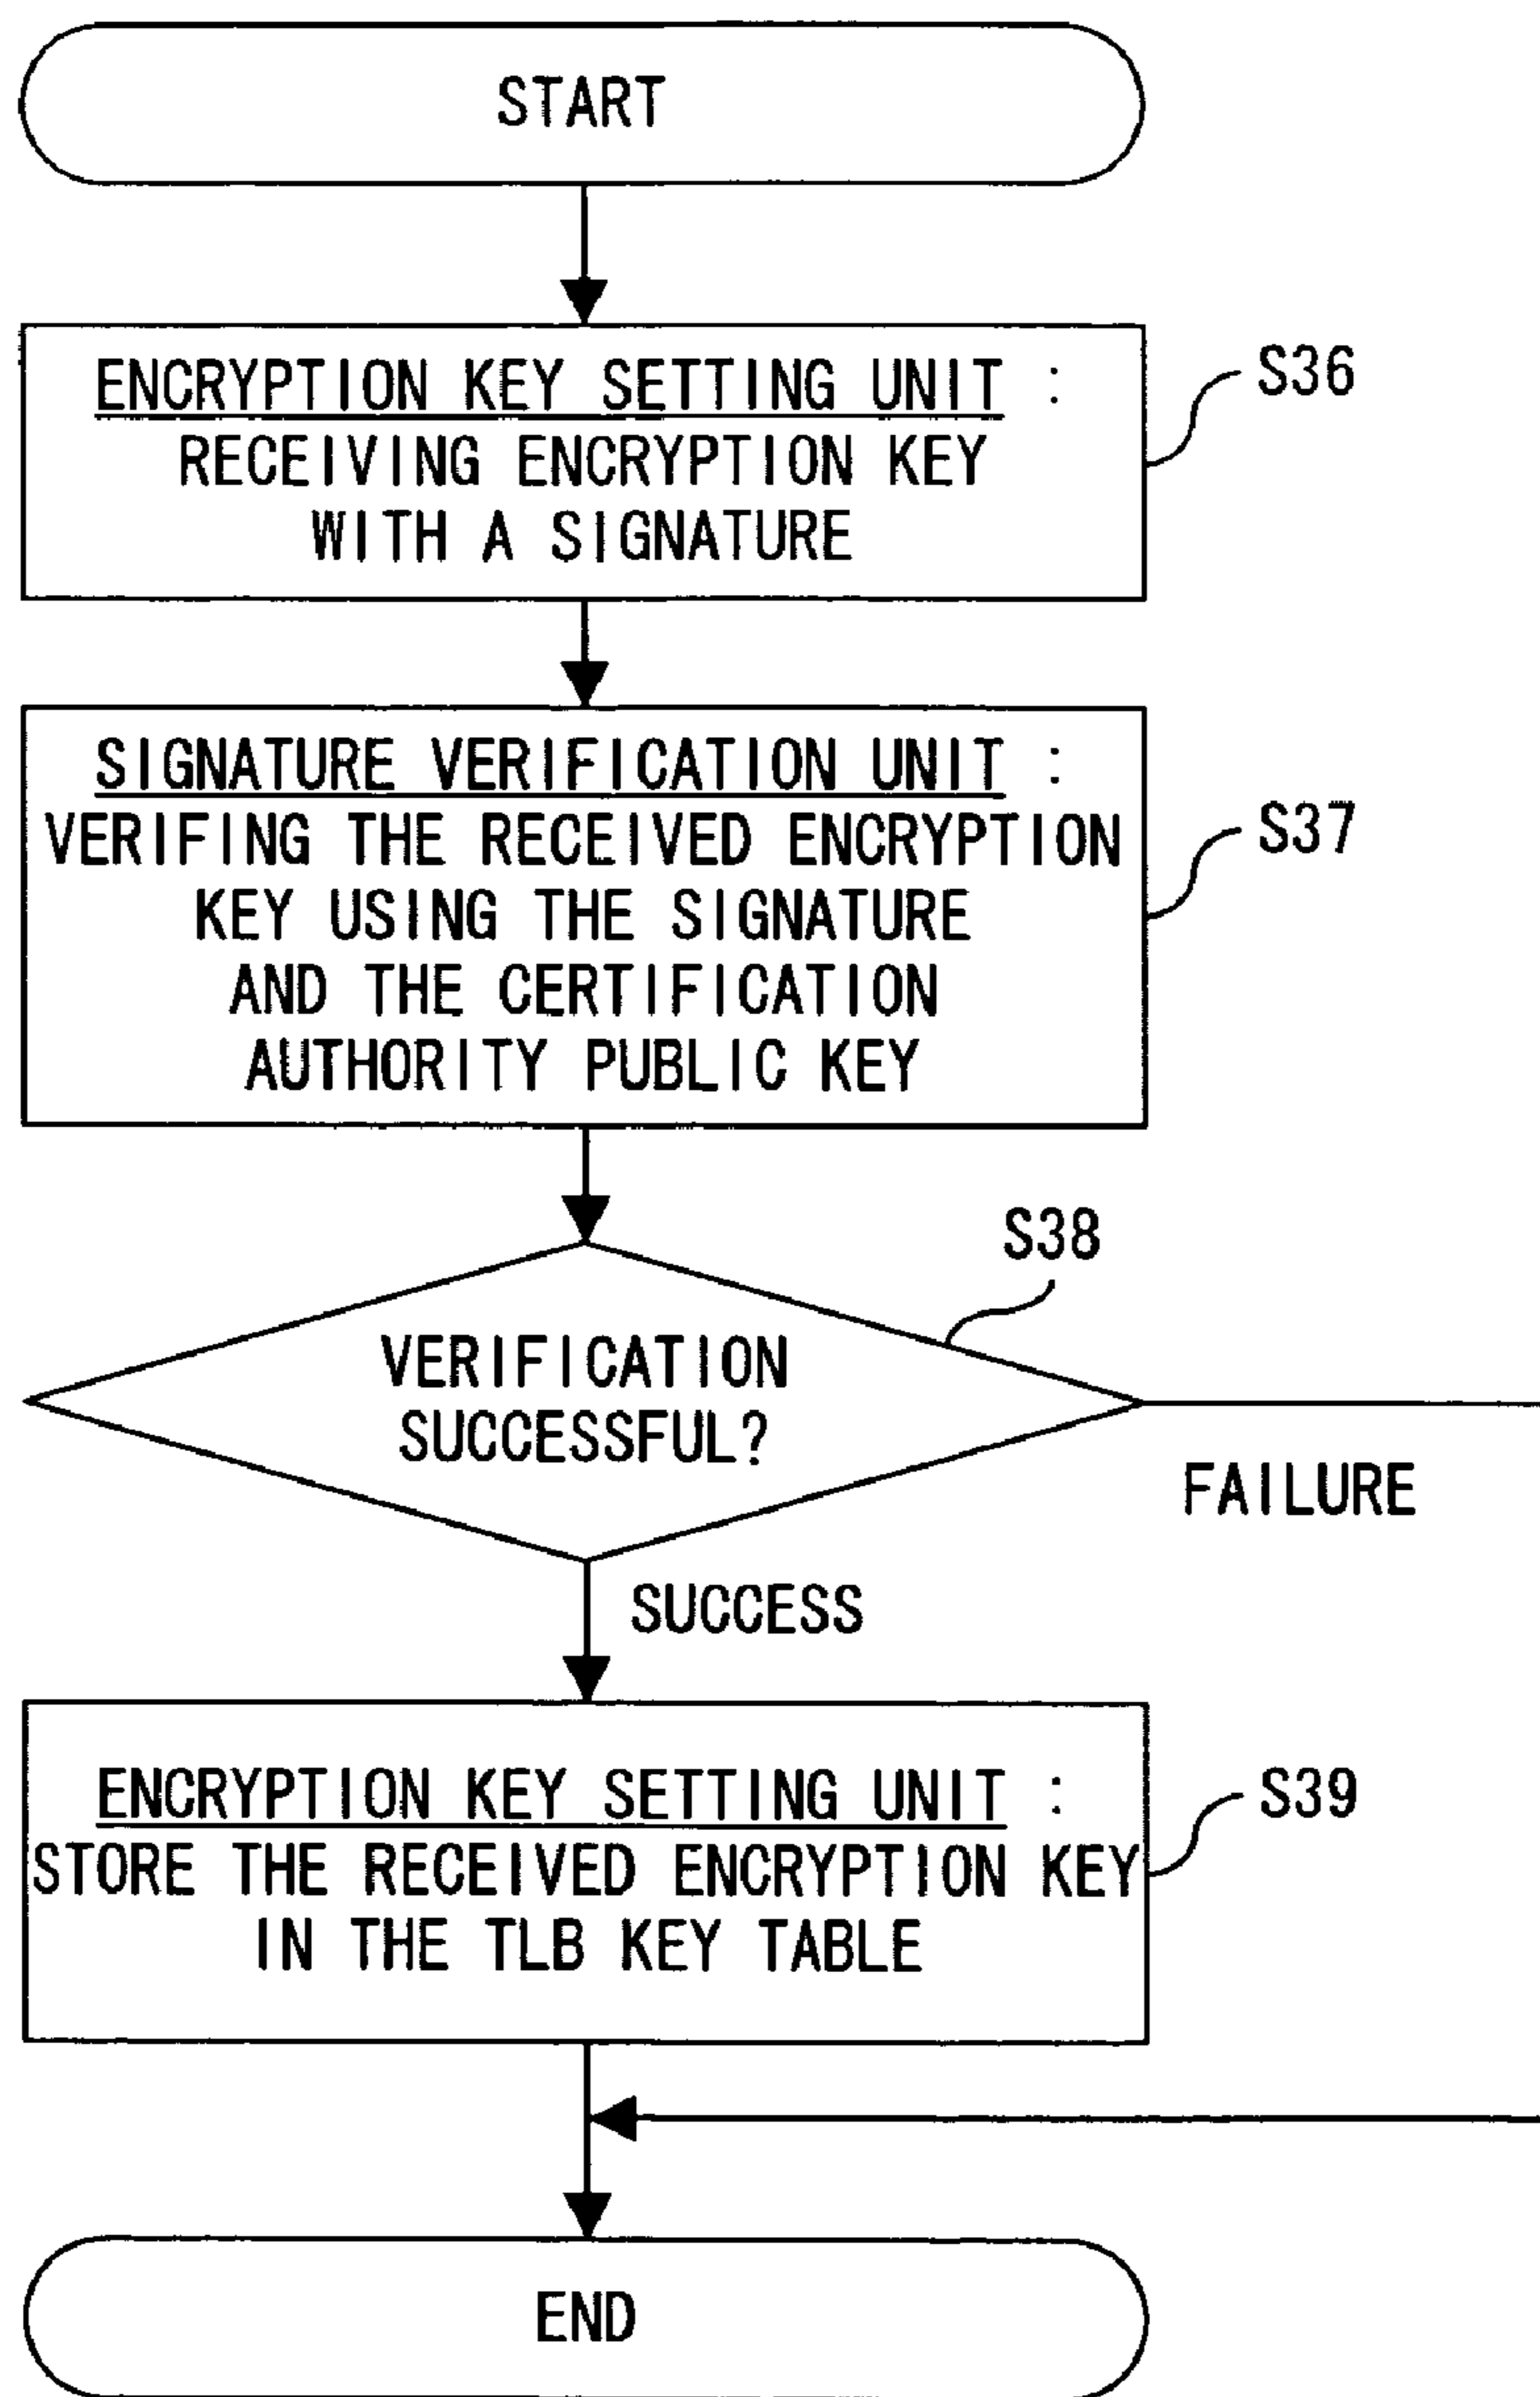 START
ENCRYPTION KEY SETTING UNIT :
RECEIVING ENCRYPTION KEY
WITH A SIGNATURE
S36
SIGNATURE VERIFICATION UNIT :
VERIFING THE RECEIVED ENCRYPTION
KEY USING THE SIGNATURE
AND THE CERTIFICATION
AUTHORITY PUBLIC KEY
S37
S38
VERIFICATION
SUCCESSFUL?
FAILURE
SUCCESS
ENCRYPTION KEY SETTING UNIT :
STORE THE RECEIVED ENCRYPTION KEY
IN THE TLB KEY TABLE
S39
END